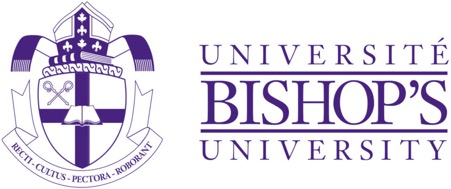 RECTI - CULTUS - PECTORA - ROBORANT
UNIVERSITÉ
BISHOP'S
UNIVERSITY